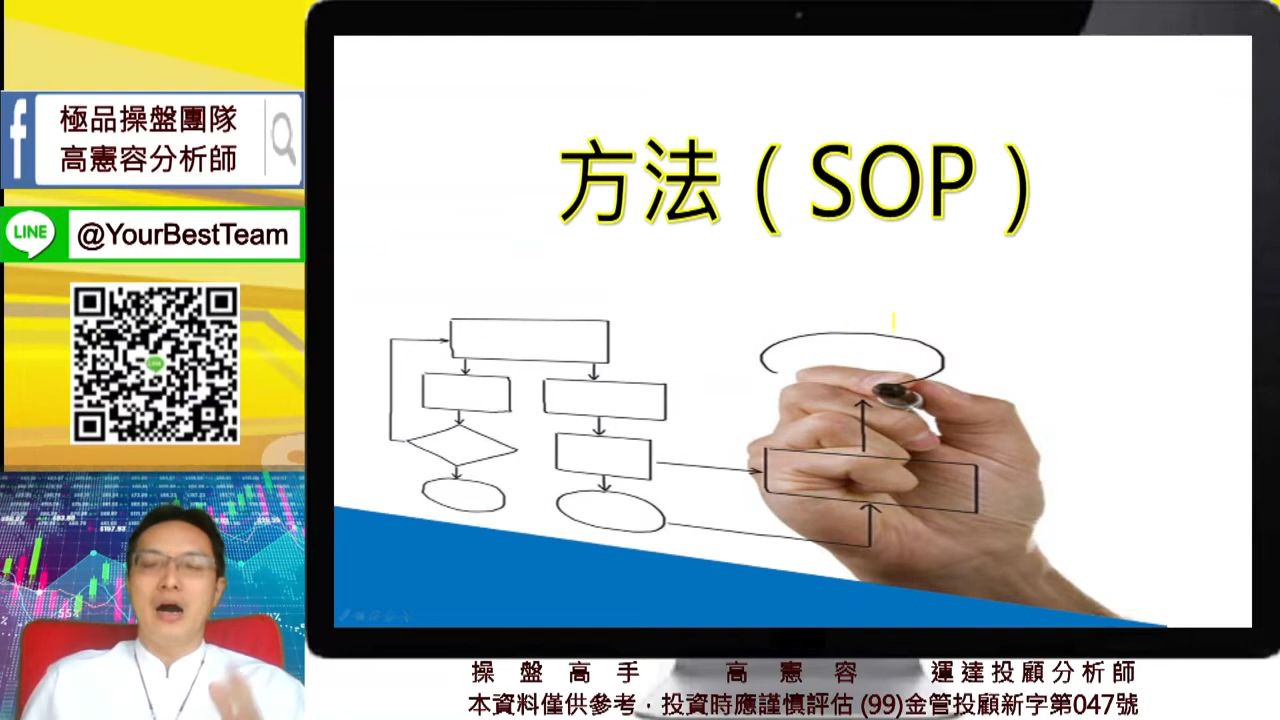 極品操盤團隊
高憲容分析師
LINE
@YourBestTeam
方法（SOP）
操盤高手 高憲容 運達投顧分析師
本資料僅供參考，投資時應謹慎評估 (99)金管投顧新字第047號